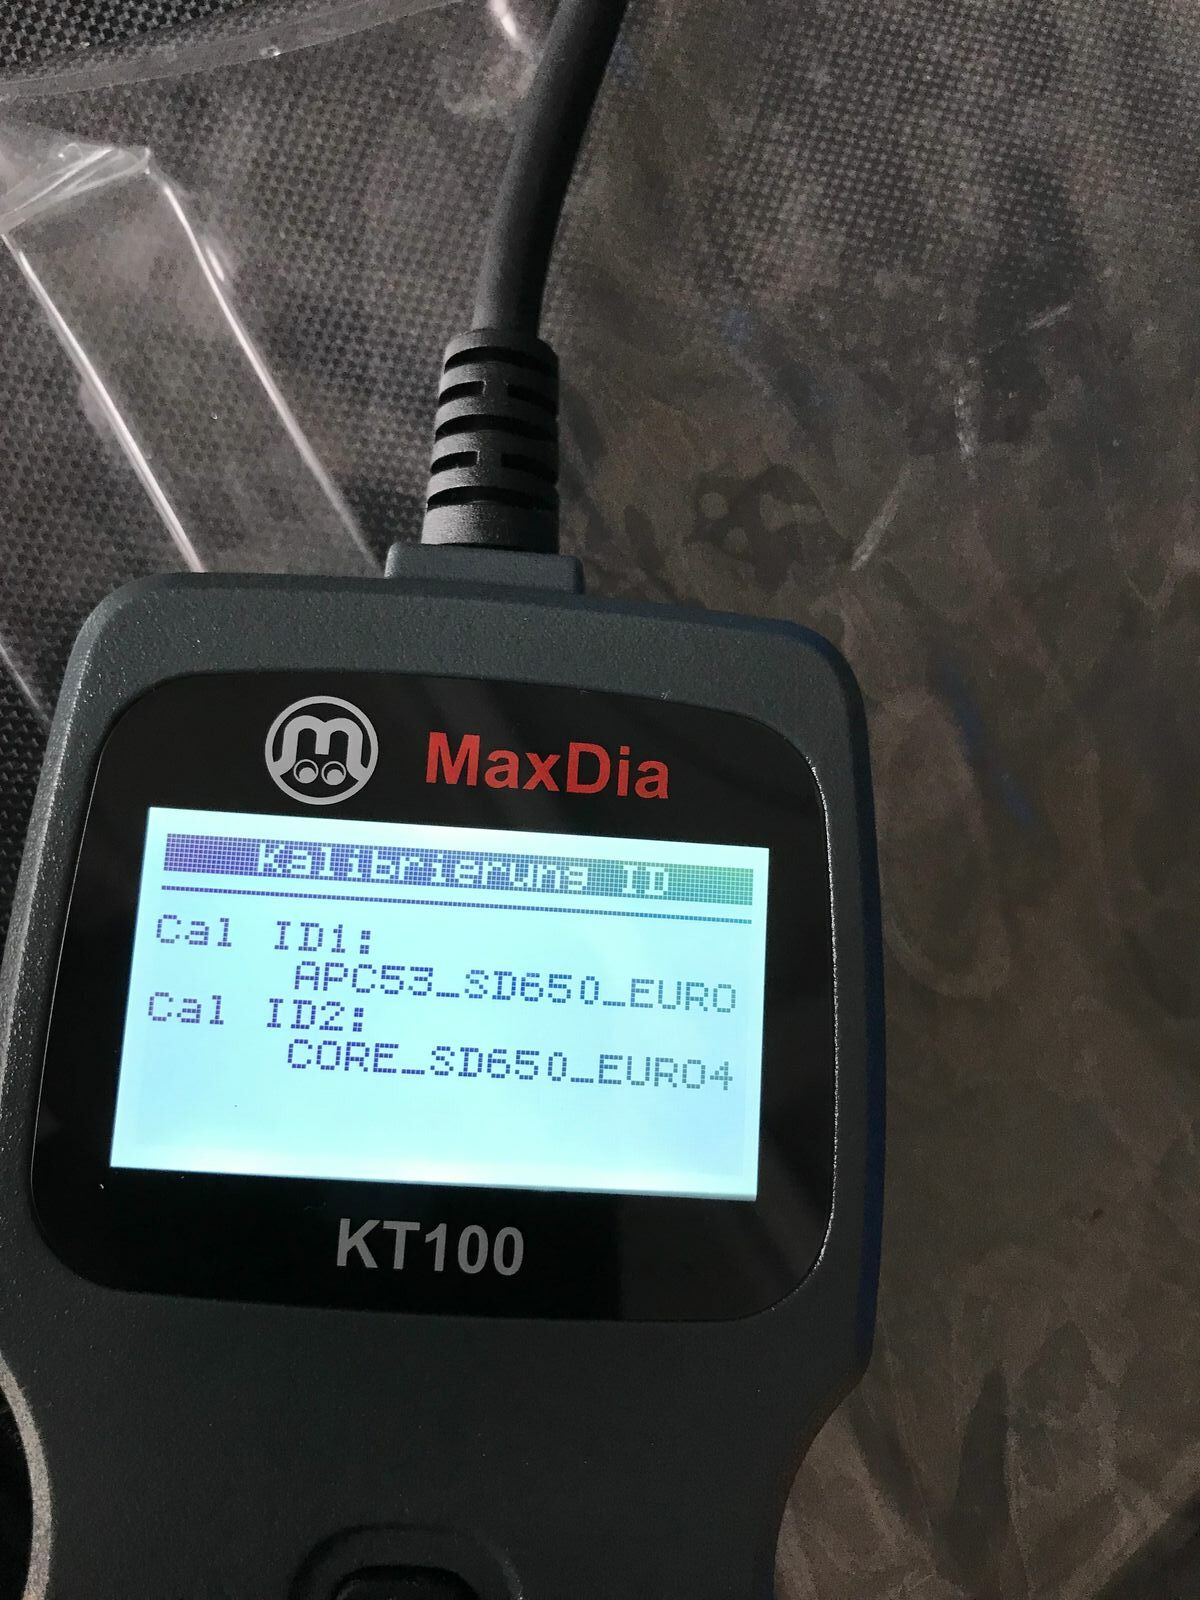 m
MaxDia
Kalibrierung ID
Cal ID1:
APC53_SD650_EURO
Cal ID2:
CORE_SD650_EURO4
KT100